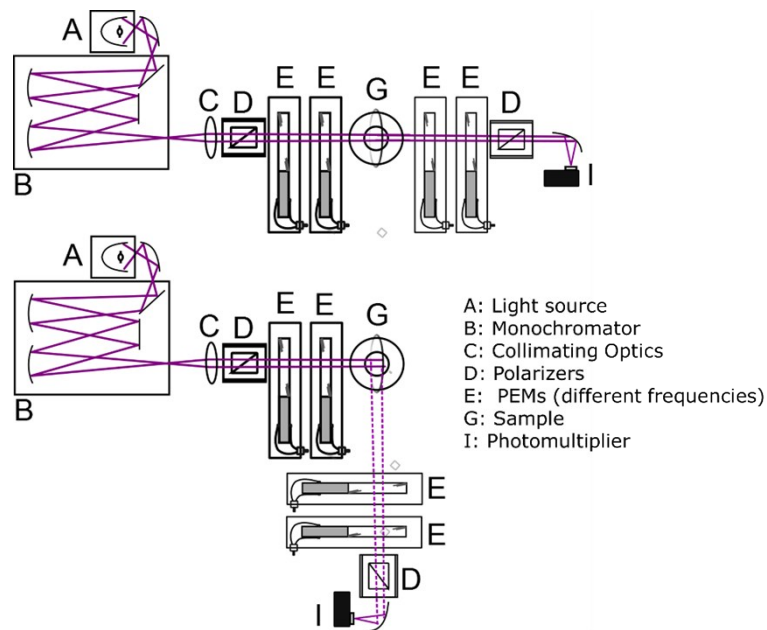 A
E E
E E
C D
G
D
B
I
A
E E
G
C D
B
A: Light source
B: Monochromator
C: Collimating Optics
D: Polarizers
E: PEMs (different frequencies)
G: Sample
I: Photomultiplier
E
E
D
I